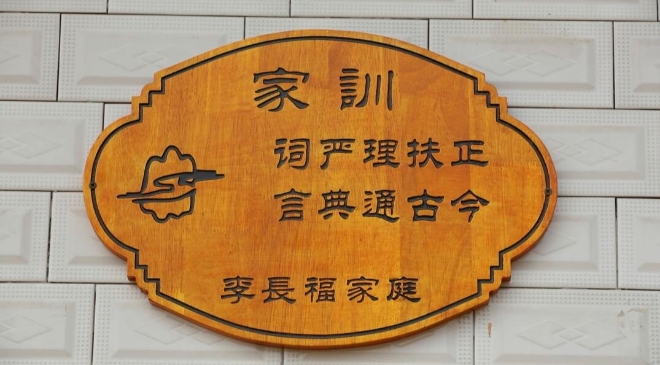 家訓
词严理扶正
言典通古今
李長福家庭